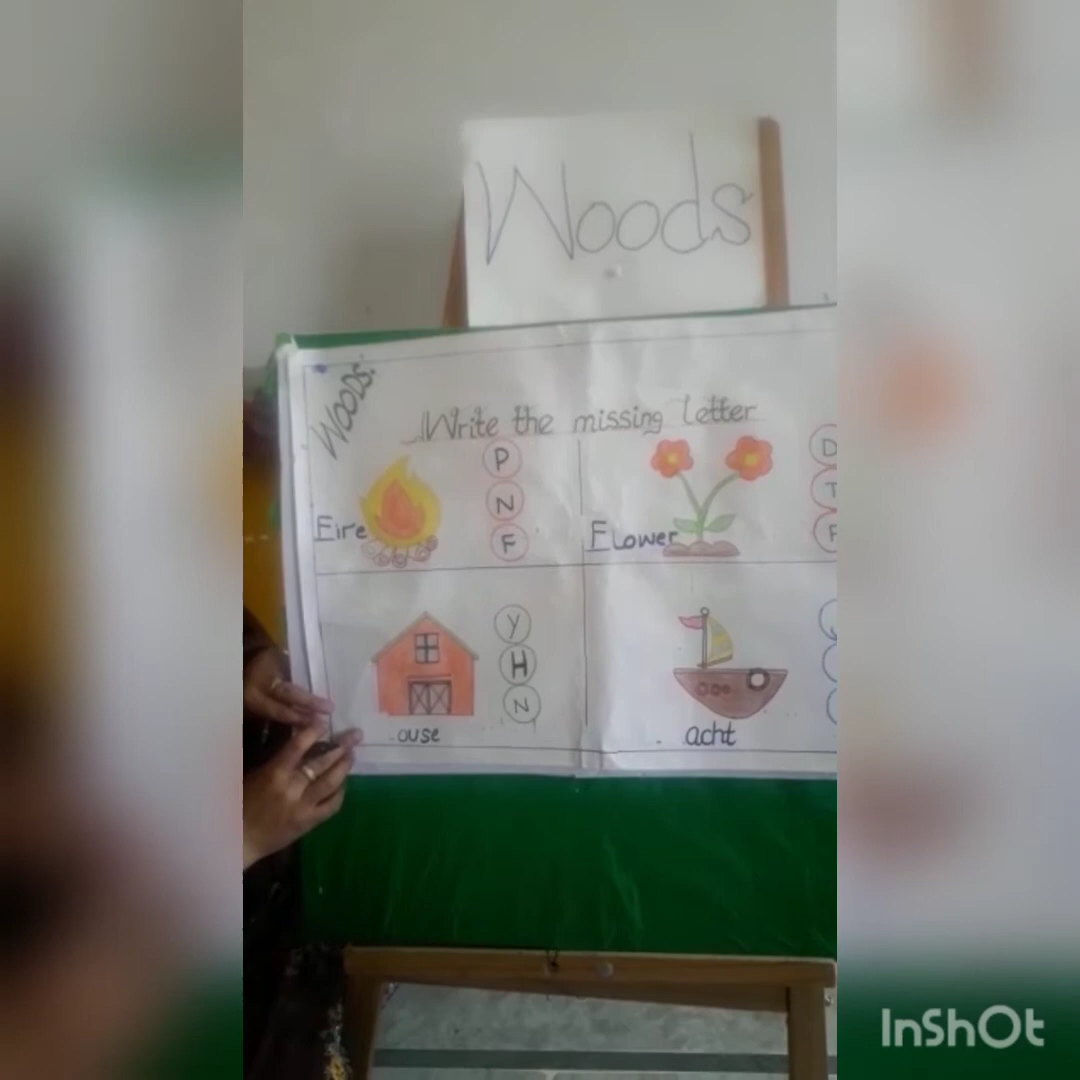 Woods
WOODS:
Write the missing letter
P
N
F
Fire
D
T
F
Flower
Y
H
N
ouse
acht
InShOt